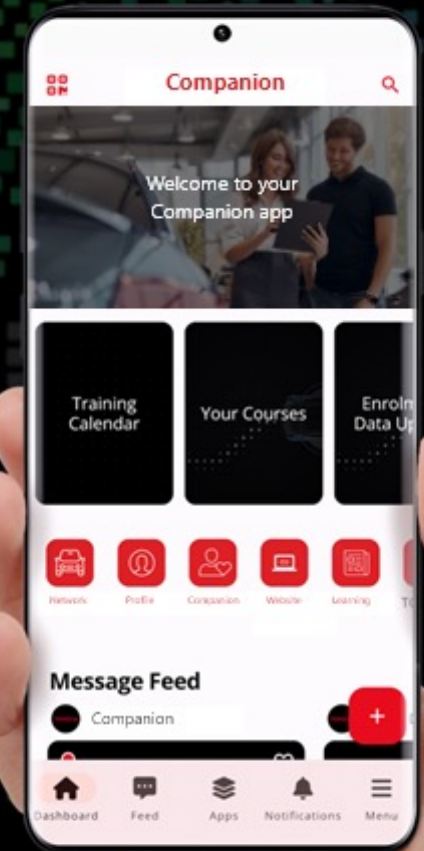 Companion
Welcome to your
Companion app
Training
Calendar
Your Courses
Data
Network
Profile
Companion
Website
Learning
Message Feed
Companion
+
Dashboard
Feed
Apps
Notifications
Menu